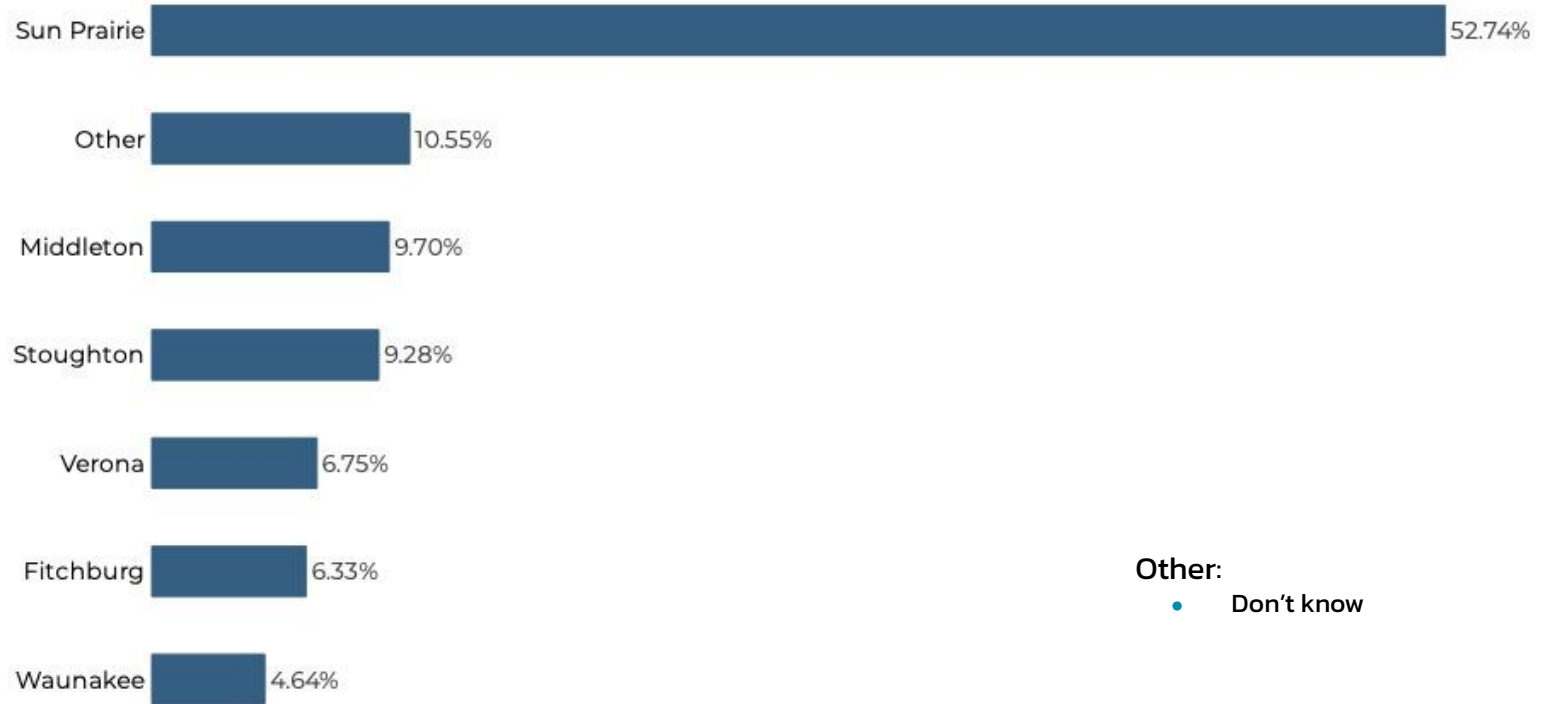 Sun Prairie 52.74%
Other 10.55%
Middleton 9.70%
Stoughton 9.28%
Verona 6.75%
Fitchburg 6.33%
Other:
• Don't know
Waunakee 4.64%